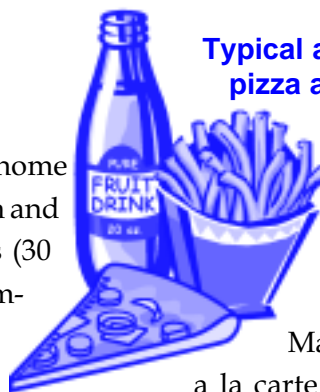 Typical a
pizza a
PURE
FRUIT
DRINK
20 oz.
home
and
(30
m-
Ma
a la carte